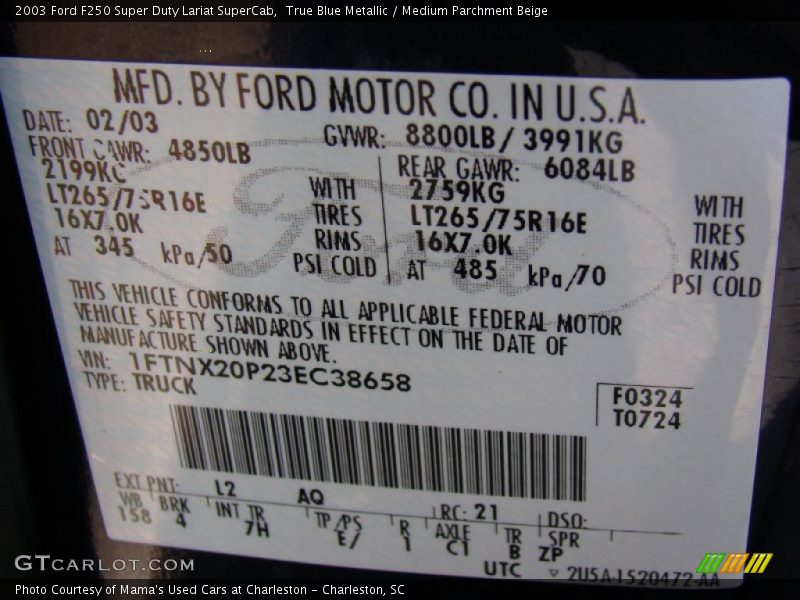 2003 Ford F250 Super Duty Lariat SuperCab, True Blue Metallic / Medium Parchment Beige
MFD. BY FORD MOTOR CO. IN U.S.A.
DATE: 02/03 GVWR: 8800LB / 3991KG
FRONT GAWR: 4850LB REAR GAWR: 6084LB
2199KG WITH 2759KG WITH
LT265/75R16E TIRES LT265/75R16E TIRES
16X7.0K RIMS 16X7.0K RIMS
AT 345 kPa/50 PSI COLD AT 485 kPa/70 PSI COLD
Ford
THIS VEHICLE CONFORMS TO ALL APPLICABLE FEDERAL MOTOR
VEHICLE SAFETY STANDARDS IN EFFECT ON THE DATE OF
MANUFACTURE SHOWN ABOVE.
VIN: 1FTNX20P23EC38658
TYPE: TRUCK
F0324
T0724
EXT PNT: L2 AQ RC: 21 DSO:
WB BRK INT TR TP/PS R AXLE TR SPR
158 4 7H E/ 1 C1 B ZP
UTC ▽ 2U5A-1520472-AA
GTCARLOT.COM
Photo Courtesy of Mama's Used Cars at Charleston - Charleston, SC